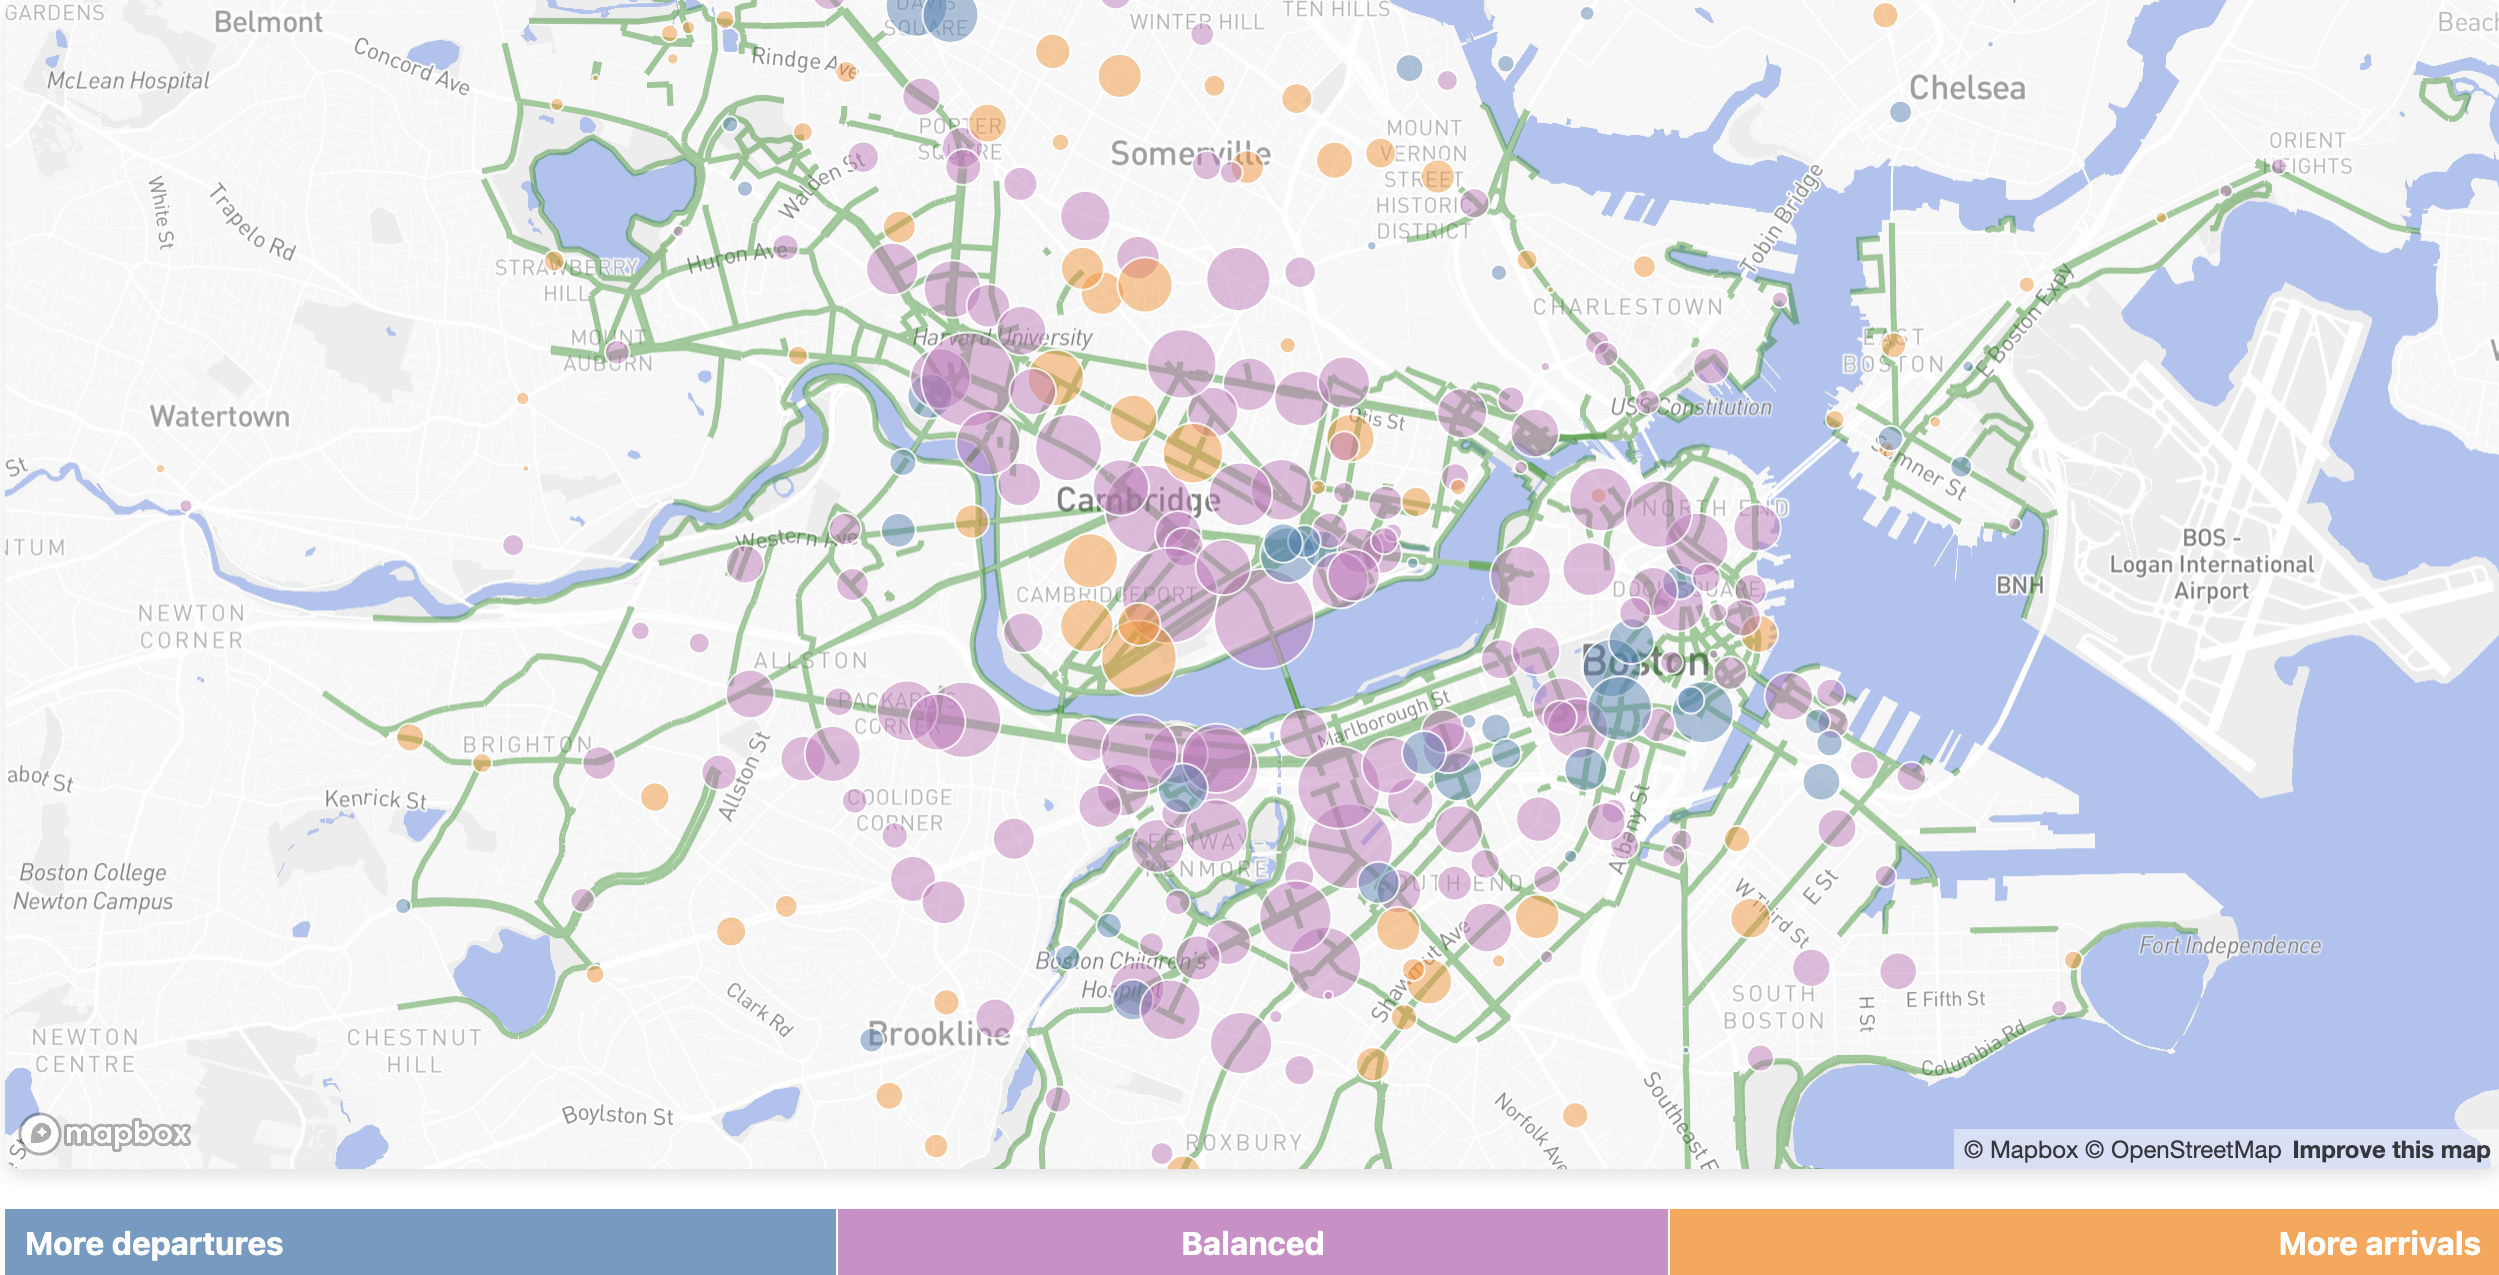 GARDENS
Belmont
DAVIS
SQUARE
WINTER HILL
TEN HILLS
Beach
Concord Ave
McLean Hospital
Rindge Ave
Chelsea
PORTER
SQUARE
Somerville
MOUNT
VERNON
STREET
HISTORIC
DISTRICT
ORIENT
HEIGHTS
White St
Trapelo Rd
Walden St
Tobin Bridge
Huron Ave
STRAWBERRY
HILL
CHARLESTOWN
E Boston Expy
MOUNT
AUBURN
Harvard University
EAST
BOSTON
Watertown
Otis St
USS Constitution
St
Sumner St
Cambridge
NORTH END
NTUM
Western Ave
BOS -
Logan International
Airport
BNH
CAMBRIDGEPORT
DOCK SQUARE
NEWTON
CORNER
ALLSTON
Boston
PACKARD'S
CORNER
Marlborough St
BRIGHTON
abot St
Kenrick St
Allston St
COOLIDGE
CORNER
Albany St
FENWAY-
KENMORE
Boston College
Newton Campus
SOUTH END
W Third St
E St
Shawmut Ave
Fort Independence
Boston Children's
Hospital
SOUTH
BOSTON
H St
E Fifth St
Clark Rd
Brookline
NEWTON
CENTRE
CHESTNUT
HILL
Columbia Rd
Boylston St
Norfolk Ave
Southeast E
mapbox
ROXBURY
© Mapbox © OpenStreetMap Improve this map
More departures
Balanced
More arrivals